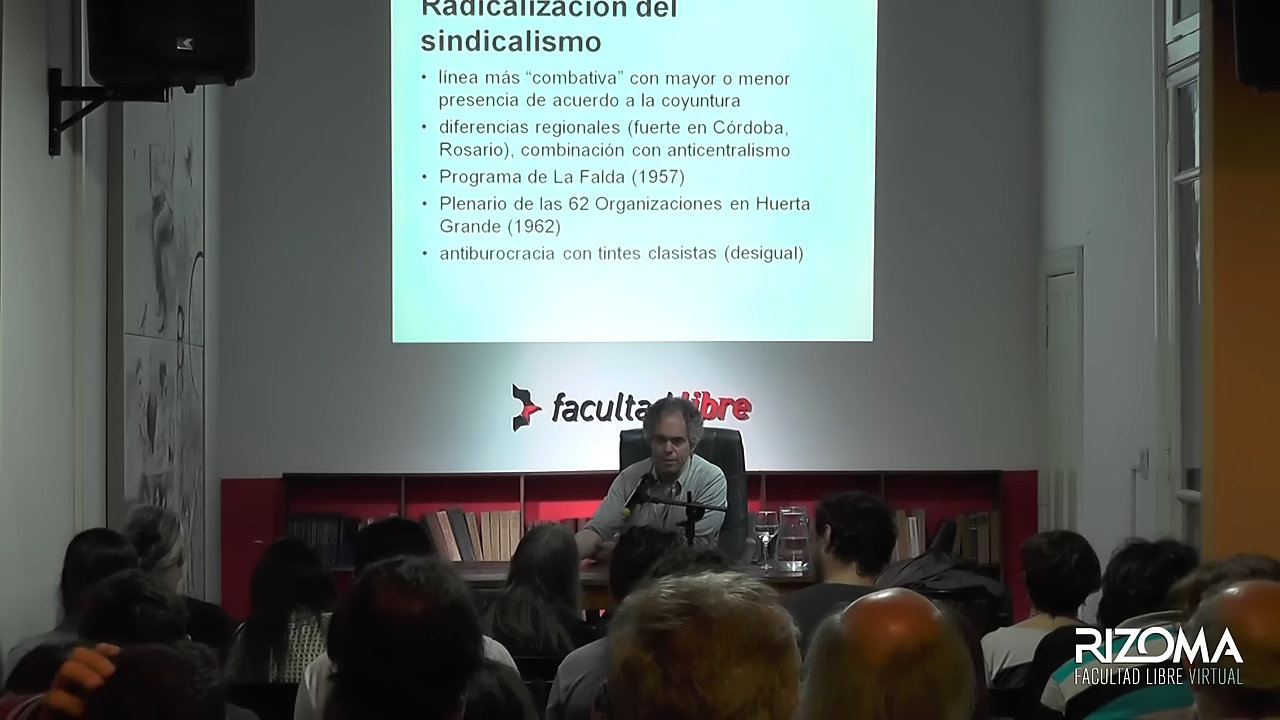 Radicalización del
sindicalismo
• línea más “combativa” con mayor o menor
presencia de acuerdo a la coyuntura
• diferencias regionales (fuerte en Córdoba,
Rosario), combinación con anticentralismo
• Programa de La Falda (1957)
• Plenario de las 62 Organizaciones en Huerta
Grande (1962)
• antiburocracia con tintes clasistas (desigual)
facultad libre
RIZOMA
FACULTAD LIBRE VIRTUAL